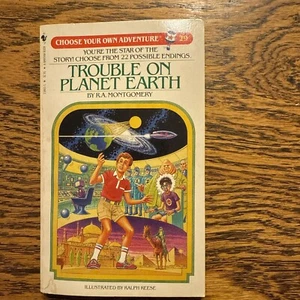 CHOOSE YOUR OWN ADVENTURE®
29
YOU'RE THE STAR OF THE
STORY! CHOOSE FROM 22 POSSIBLE ENDINGS.
TROUBLE ON
PLANET EARTH
BY R.A. MONTGOMERY
ILLUSTRATED BY RALPH REESE